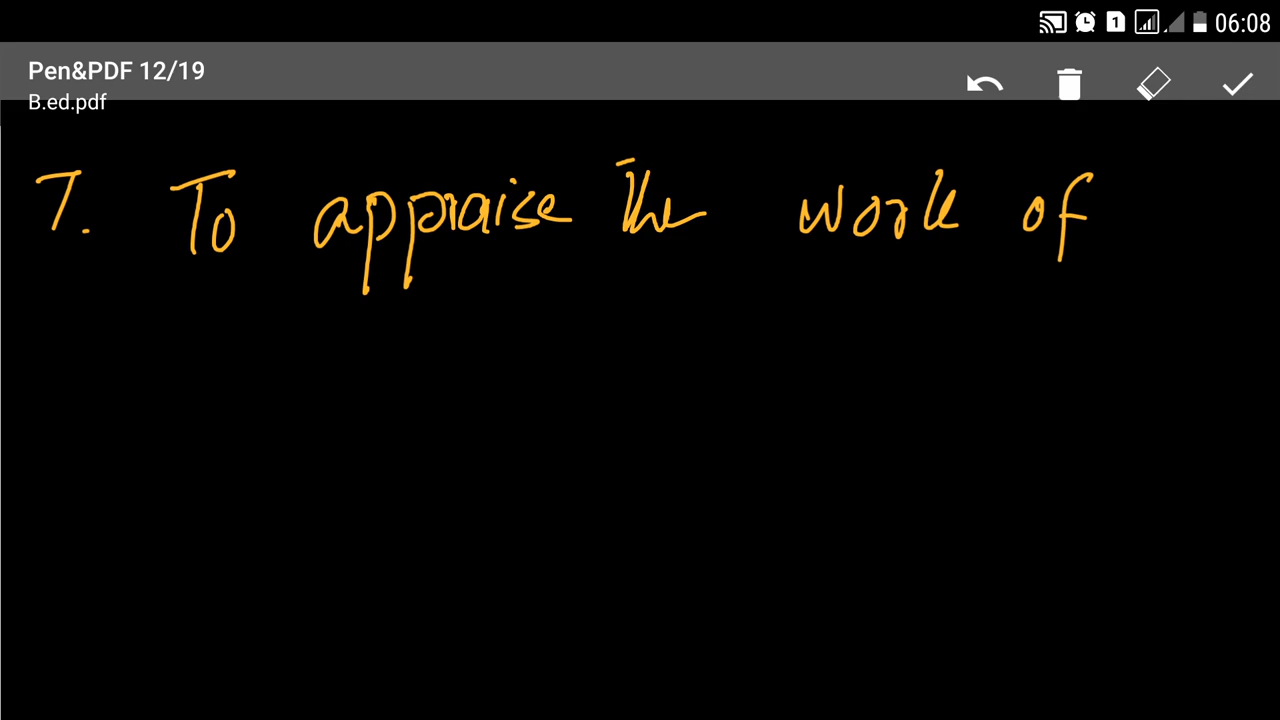 06:08
Pen&PDF 12/19
B.ed.pdf
7. To appraise the work of